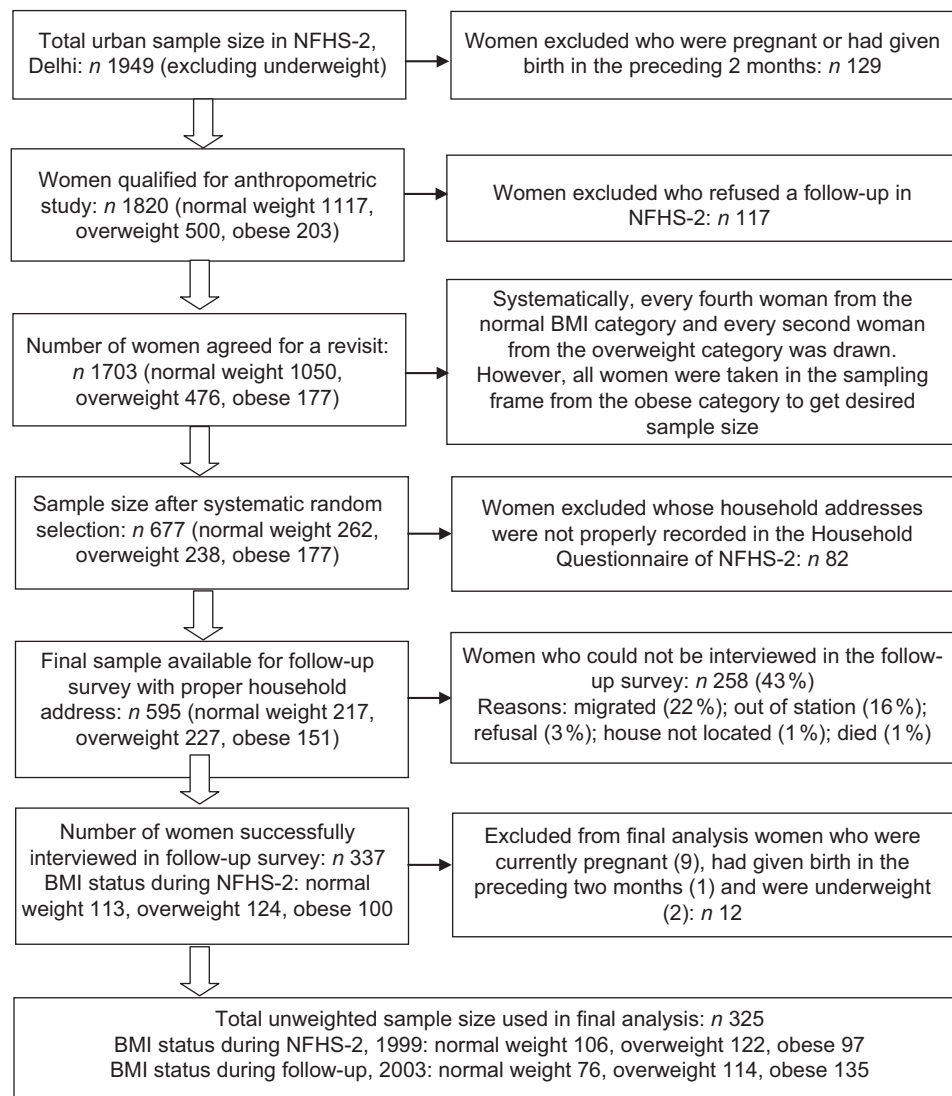 Total urban sample size in NFHS-2,
Delhi: n 1949 (excluding underweight)
Women excluded who were pregnant or had given
birth in the preceding 2 months: n 129
Women qualified for anthropometric
study: n 1820 (normal weight 1117,
overweight 500, obese 203)
Women excluded who refused a follow-up in
NFHS-2: n 117
Number of women agreed for a revisit:
n 1703 (normal weight 1050,
overweight 476, obese 177)
Systematically, every fourth woman from the
normal BMI category and every second woman
from the overweight category was drawn.
However, all women were taken in the sampling
frame from the obese category to get desired
sample size
Sample size after systematic random
selection: n 677 (normal weight 262,
overweight 238, obese 177)
Women excluded whose household addresses
were not properly recorded in the Household
Questionnaire of NFHS-2: n 82
Final sample available for follow-up
survey with proper household
address: n 595 (normal weight 217,
overweight 227, obese 151)
Women who could not be interviewed in the follow-
up survey: n 258 (43 %)
Reasons: migrated (22 %); out of station (16 %);
refusal (3 %); house not located (1 %); died (1 %)
Number of women successfully
interviewed in follow-up survey: n 337
BMI status during NFHS-2: normal
weight 113, overweight 124, obese 100
Excluded from final analysis women who were
currently pregnant (9), had given birth in the
preceding two months (1) and were underweight
(2): n 12
Total unweighted sample size used in final analysis: n 325
BMI status during NFHS-2, 1999: normal weight 106, overweight 122, obese 97
BMI status during follow-up, 2003: normal weight 76, overweight 114, obese 135